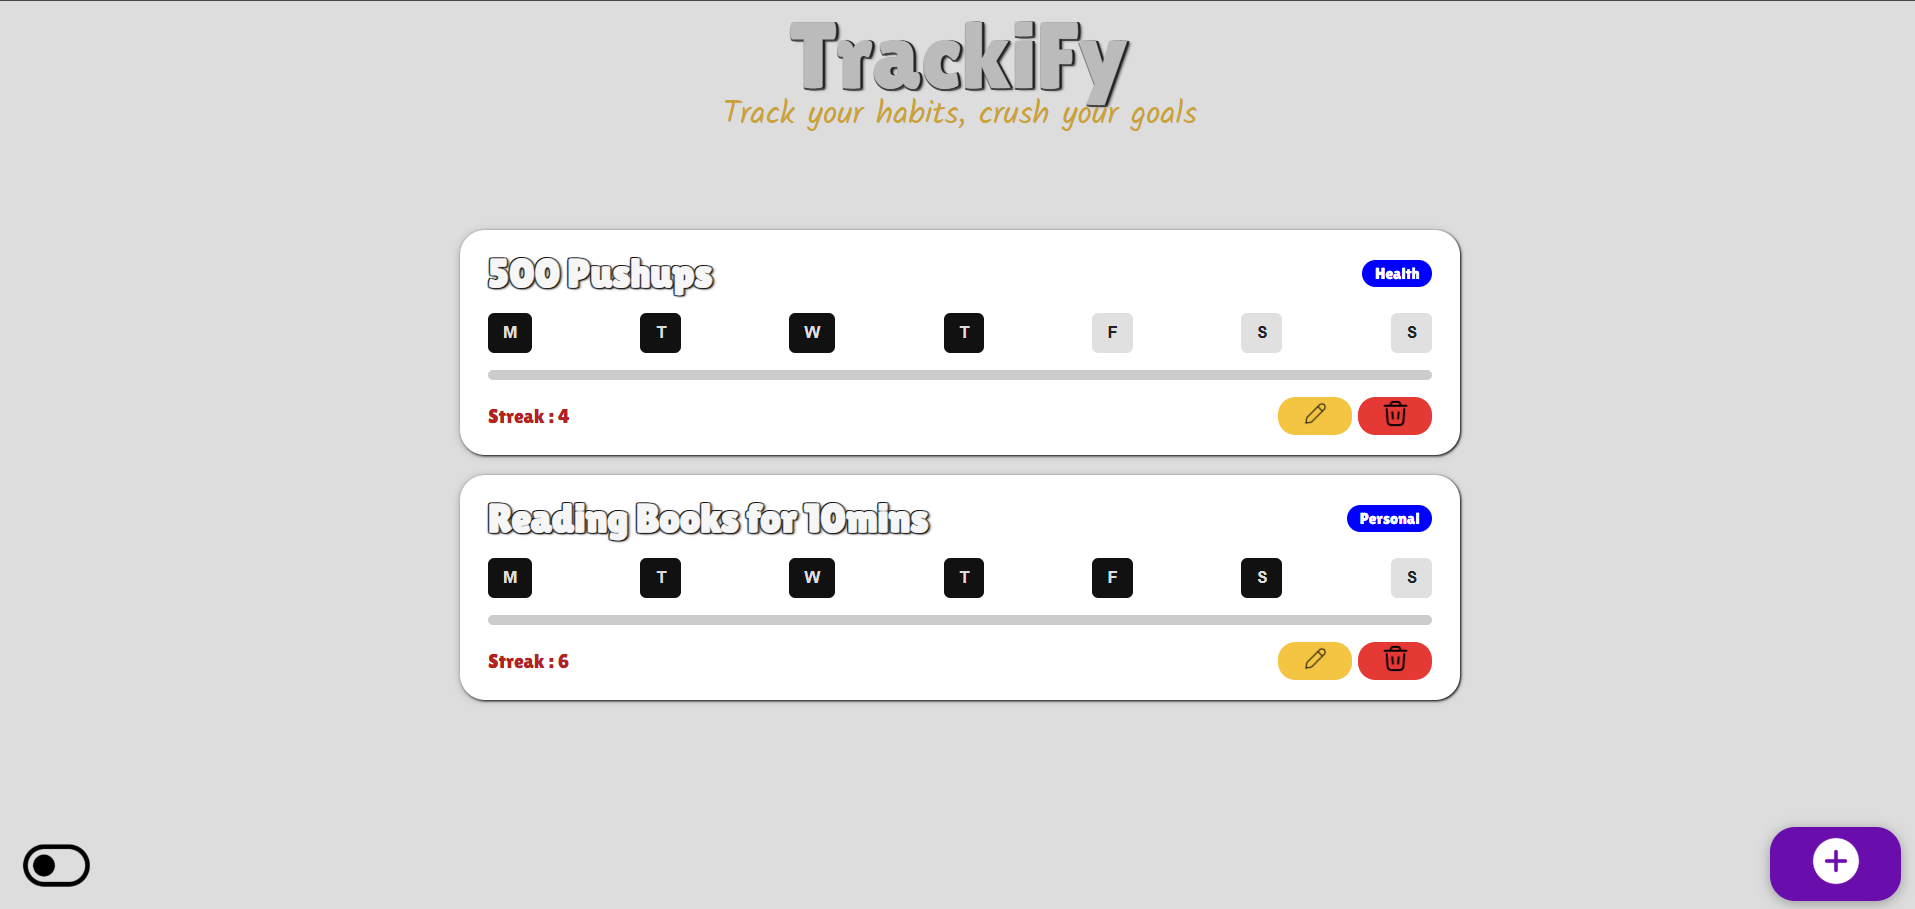 TrackiFy
Track your habits, crush your goals
500 Pushups
Health
M T W T F S S
Streak : 4
Reading Books for 10mins
Personal
M T W T F S S
Streak : 6